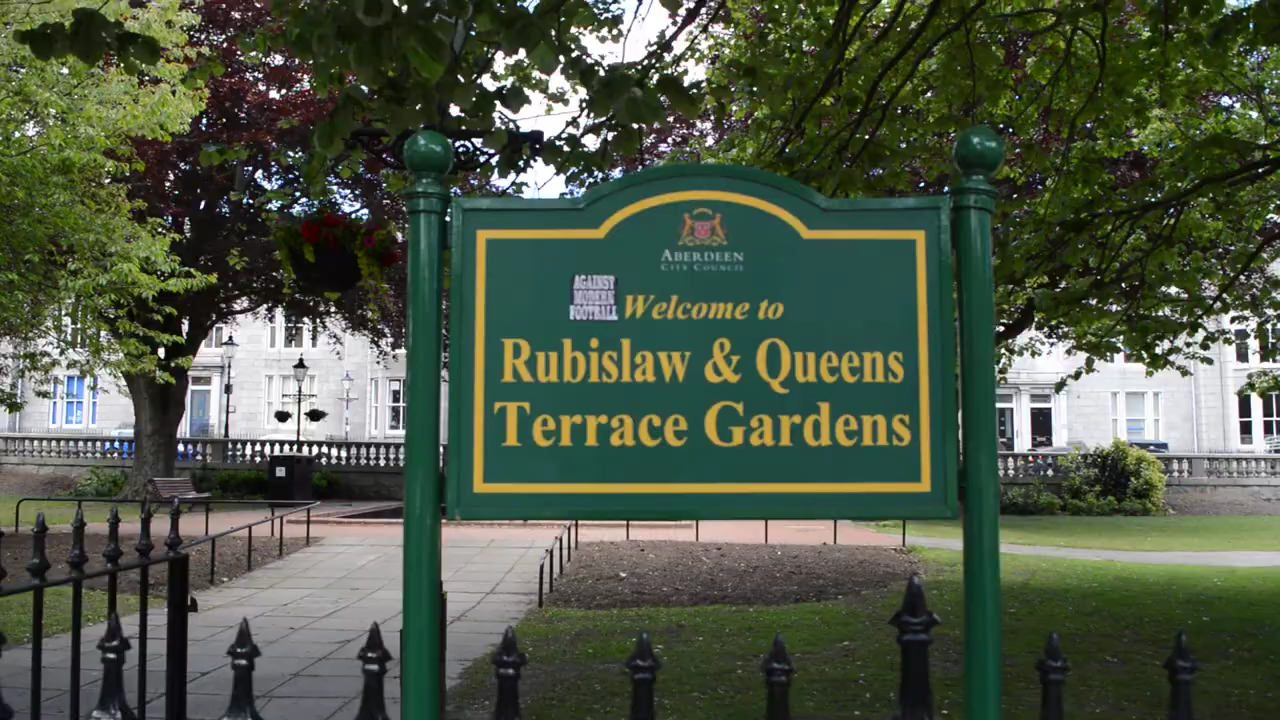 ABERDEEN
CITY COUNCIL
AGAINST
MODERN
FOOTBALL
Welcome to
Rubislaw & Queens
Terrace Gardens